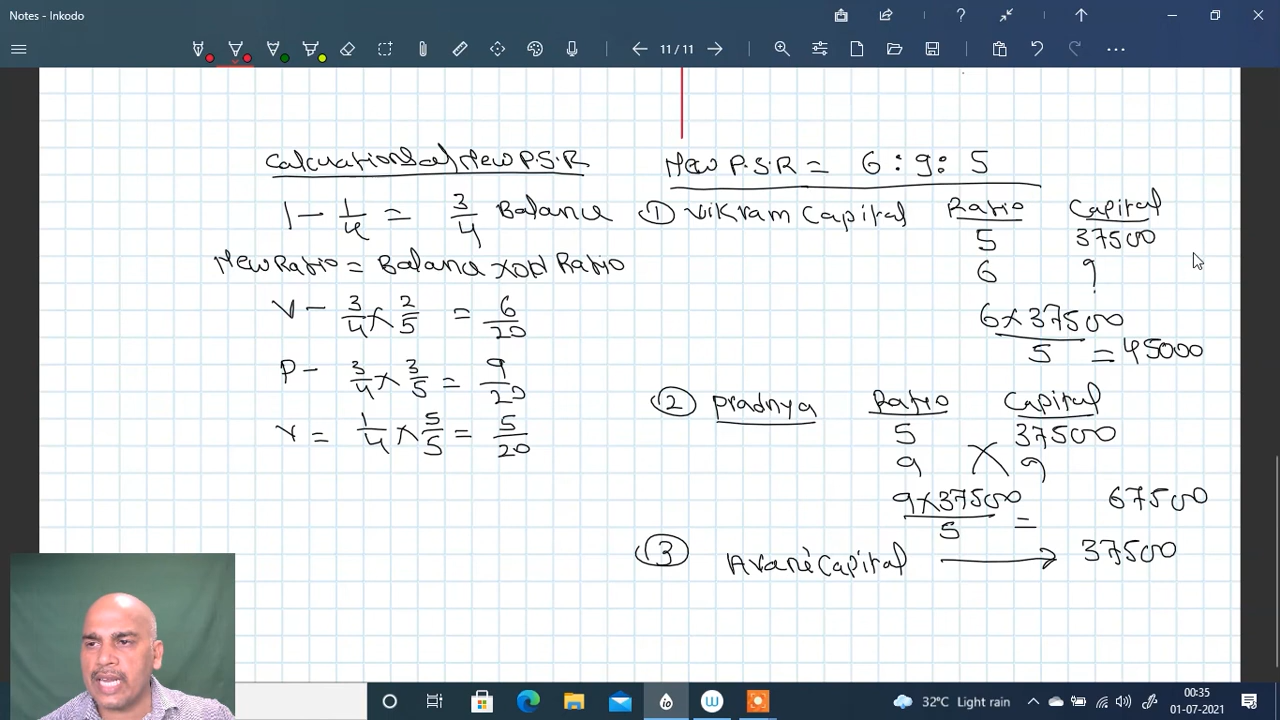 Notes - Inkodo
11/11
Calcuation of New P.S.R
1 - 1/4 = 3/4 Balance
New Ratio = Balance x old Ratio
V - 3/4 x 2/5 = 6/20
P - 3/4 x 3/5 = 9/20
V = 1/4 x 5/5 = 5/20
New P.S.R = 6 : 9 : 5
① Vikram Capital Ratio Capital
5 37500
6 ?
6 x 37500 / 5 = 45000
② Pradnya Ratio Capital
5 37500
9 ?
9 x 37500 / 5 = 67500
③ Avani Capital → 37500
32°C Light rain
00:35
01-07-2021